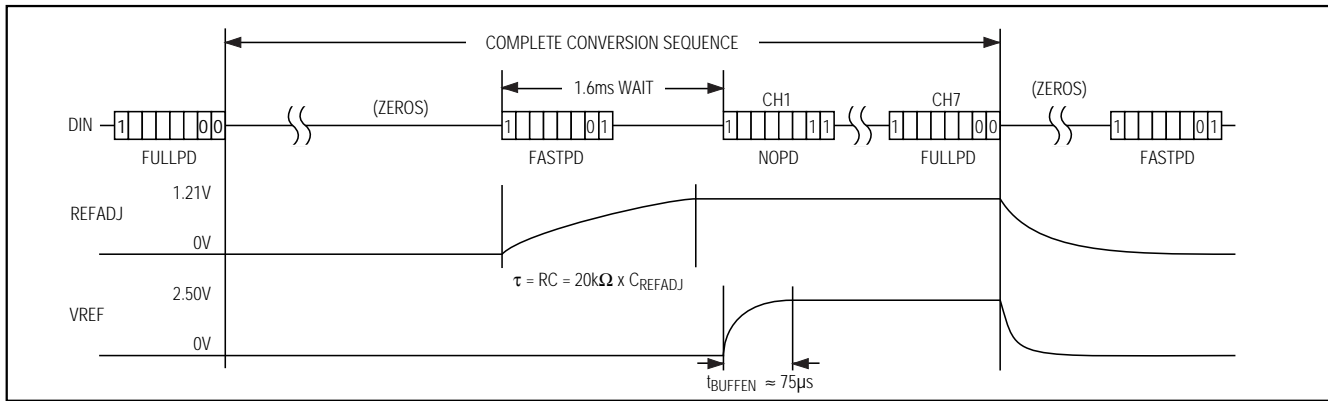 COMPLETE CONVERSION SEQUENCE
1.6ms WAIT
(ZEROS)
CH1
CH7
(ZEROS)
DIN
1 0 0
1 0 1
1 1 1
1 0 0
1 0 1
FULLPD
FASTPD
NOPD
FULLPD
FASTPD
1.21V
REFADJ
0V
τ = RC = 20kΩ x CREFADJ
2.50V
VREF
0V
tBUFFEN ≈ 75µs